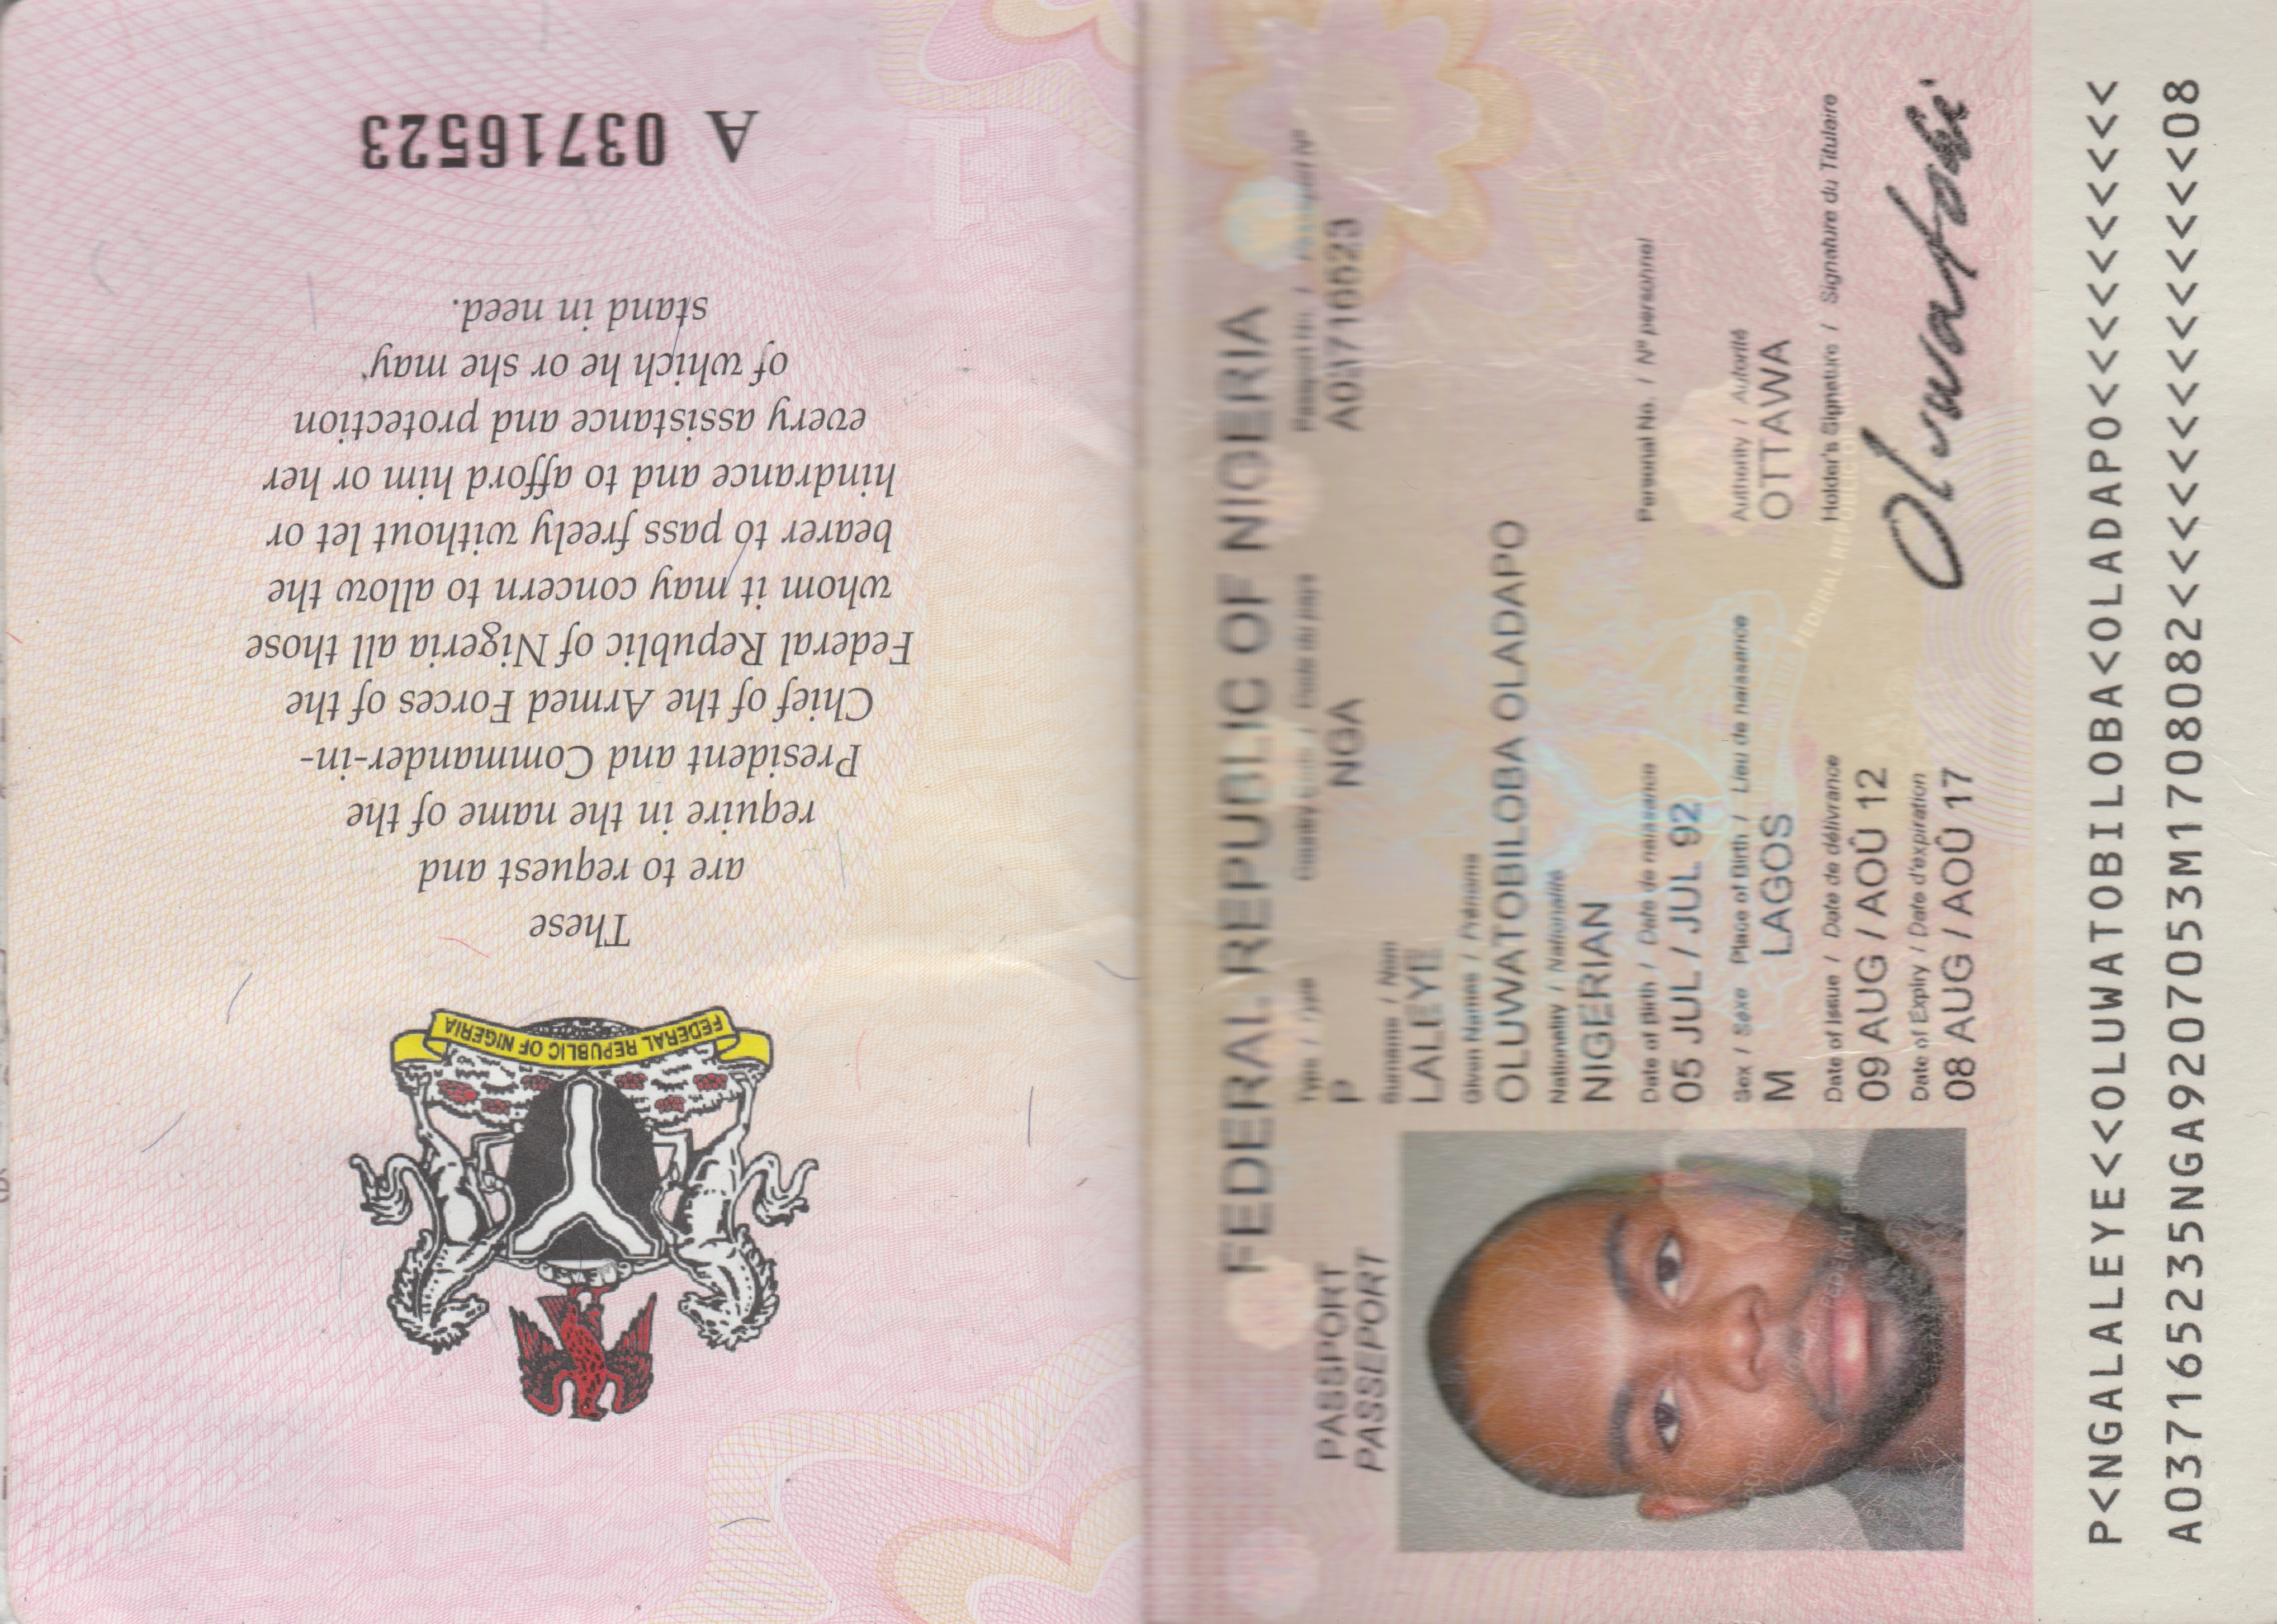 A 03716523
These
are to request and
require in the name of the
President and Commander-in-
Chief of the Armed Forces of the
Federal Republic of Nigeria all those
whom it may concern to allow the
bearer to pass freely without let or
hindrance and to afford him or her
every assistance and protection
of which he or she may
stand in need.
FEDERAL REPUBLIC OF NIGERIA
FEDERAL REPUBLIC OF NIGERIA
PASSPORT
PASSEPORT
Type / Type
Country Code / Code du pays
Passport No. / Passeport Nº
P
NGA
A03716523
Surname / Nom
LALEYE
Given Names / Prénoms
OLUWATOBILOBA OLADAPO
Nationality / Nationalité
NIGERIAN
Date of Birth / Date de naissance
Personal No. / Nº personnel
05 JUL / JUL 92
Sex / Sexe
Place of Birth / Lieu de naissance
Authority / Autorité
M
LAGOS
OTTAWA
Date of Issue / Date de délivrance
Holder's Signature / Signature du Titulaire
09 AUG / AOÛ 12
Date of Expiry / Date d'expiration
08 AUG / AOÛ 17
Oluwatobi
P<NGALALEYE<<OLUWATOBILOBA<OLADAPO<<<<<<<<<<
A037165235NGA9207053M1708082<<<<<<<<<<<<<<08